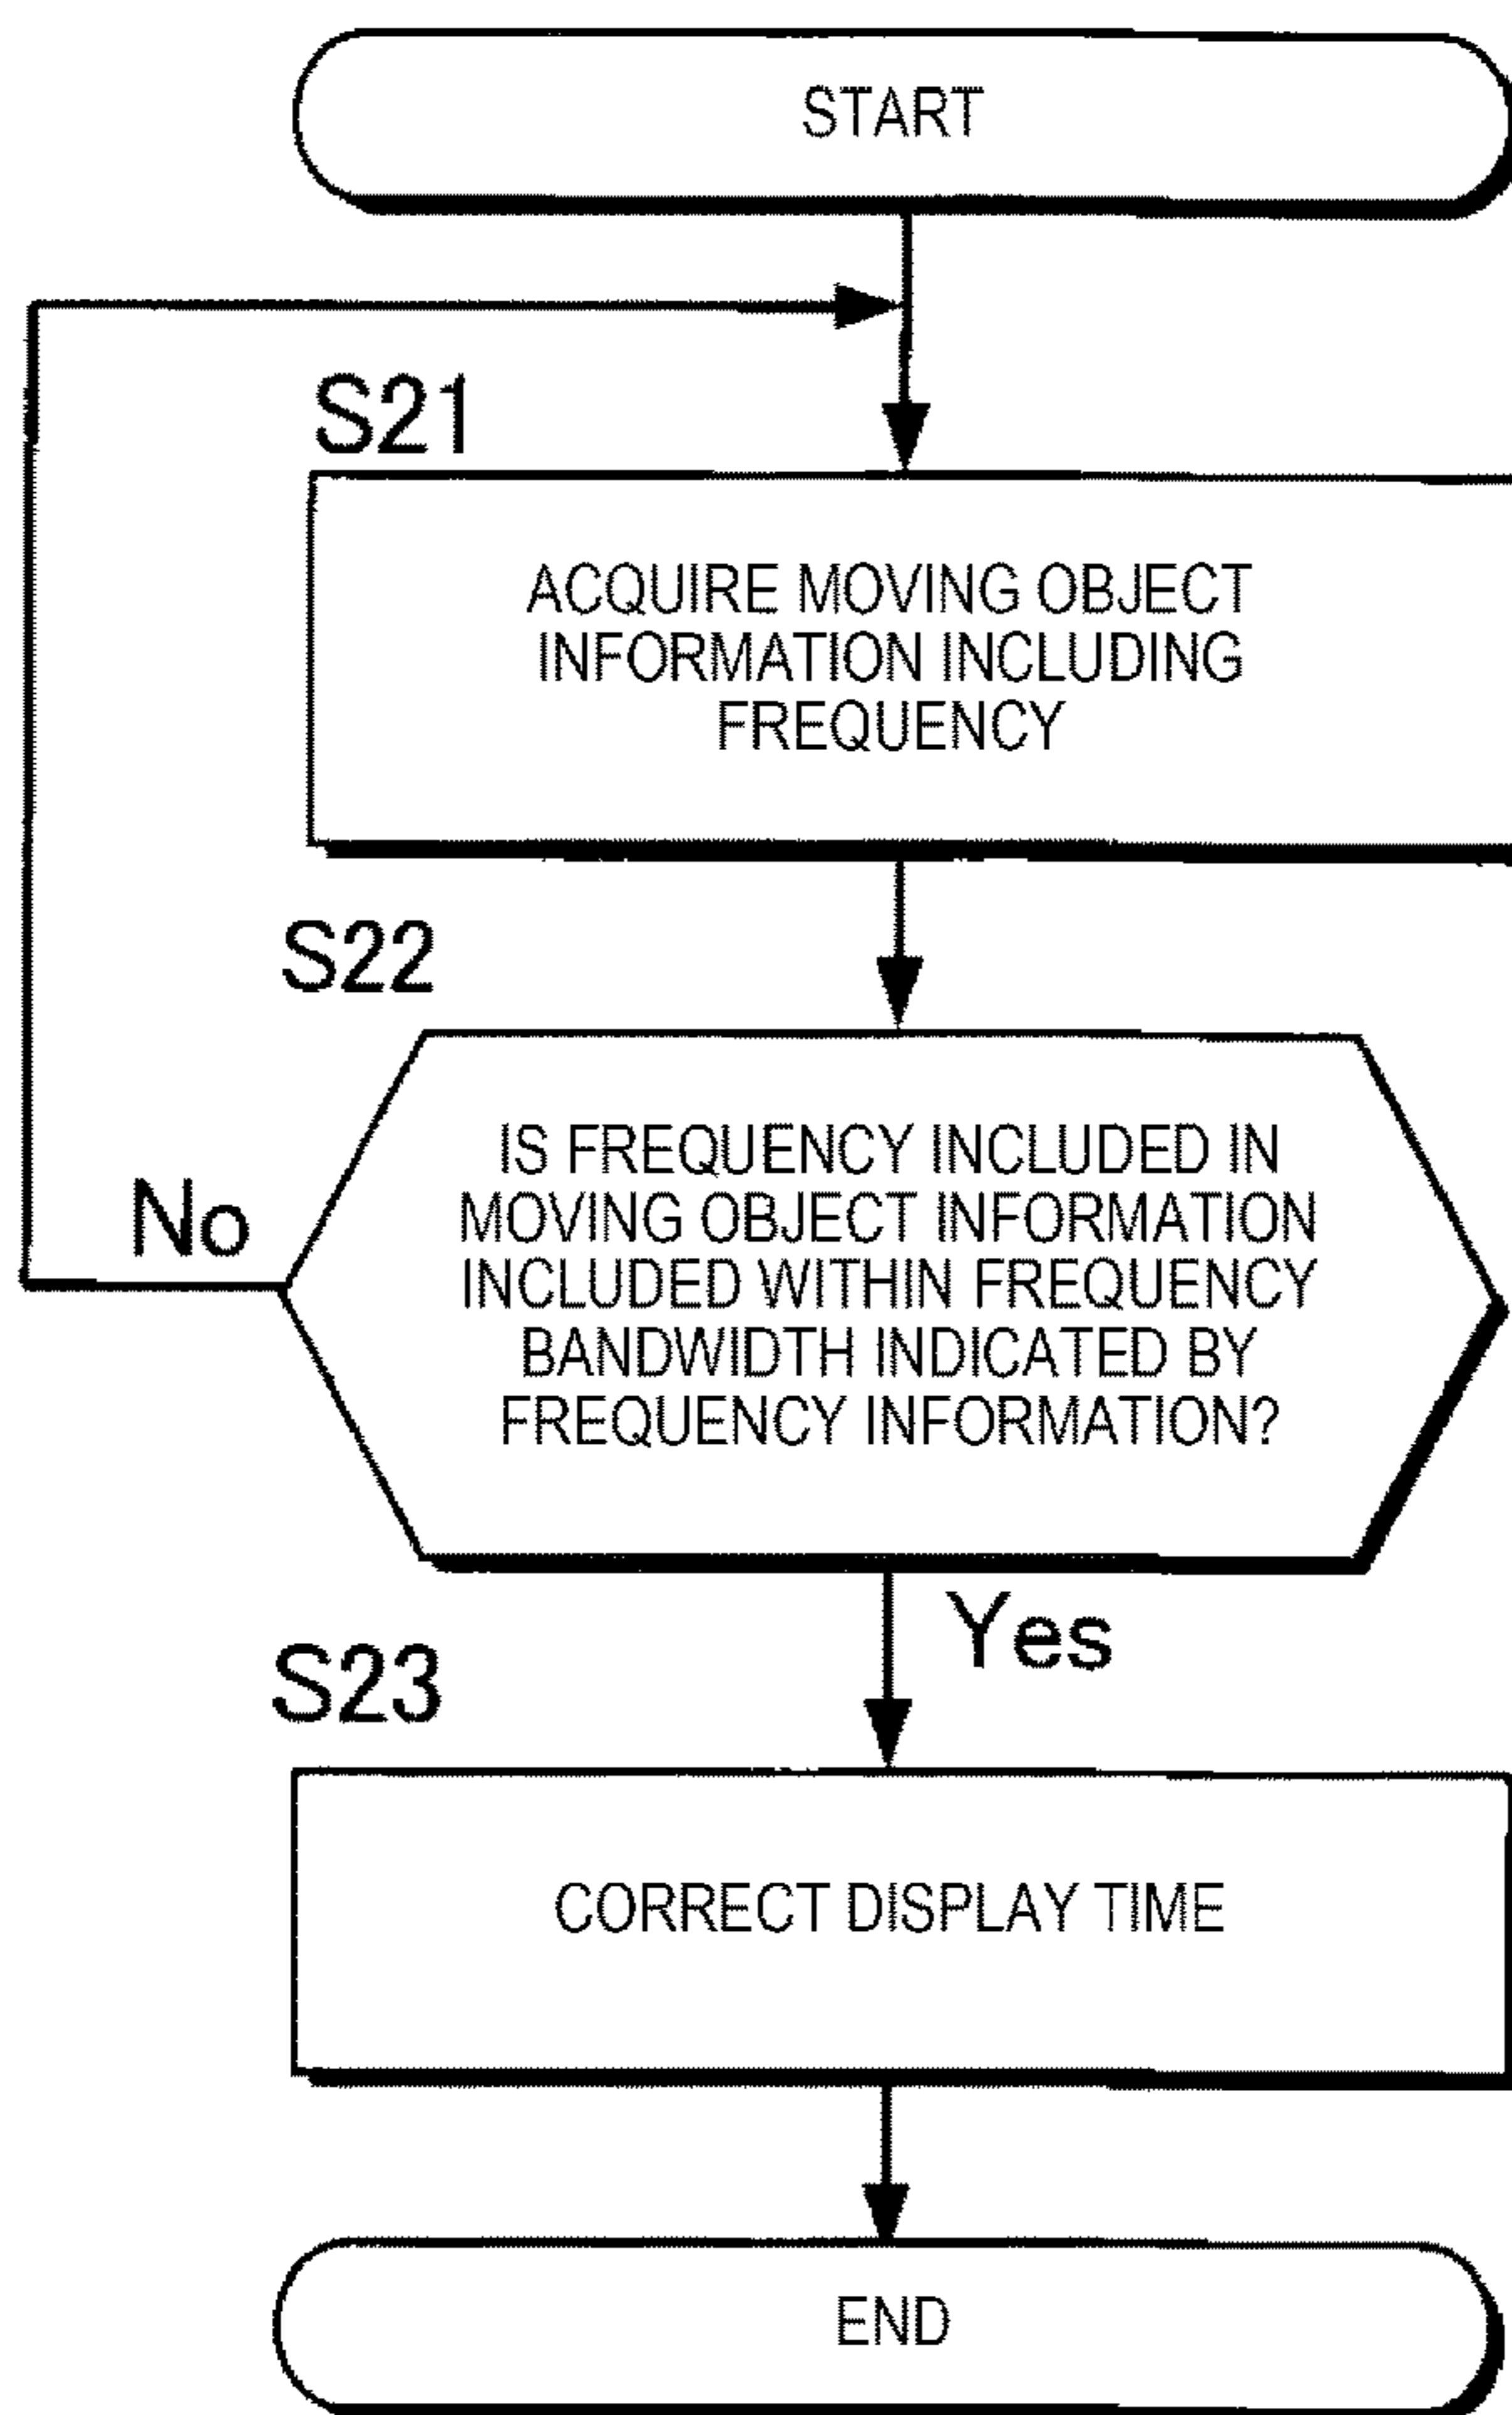 START
S21
ACQUIRE MOVING OBJECT
INFORMATION INCLUDING
FREQUENCY
S22
No
IS FREQUENCY INCLUDED IN
MOVING OBJECT INFORMATION
INCLUDED WITHIN FREQUENCY
BANDWIDTH INDICATED BY
FREQUENCY INFORMATION?
Yes
S23
CORRECT DISPLAY TIME
END